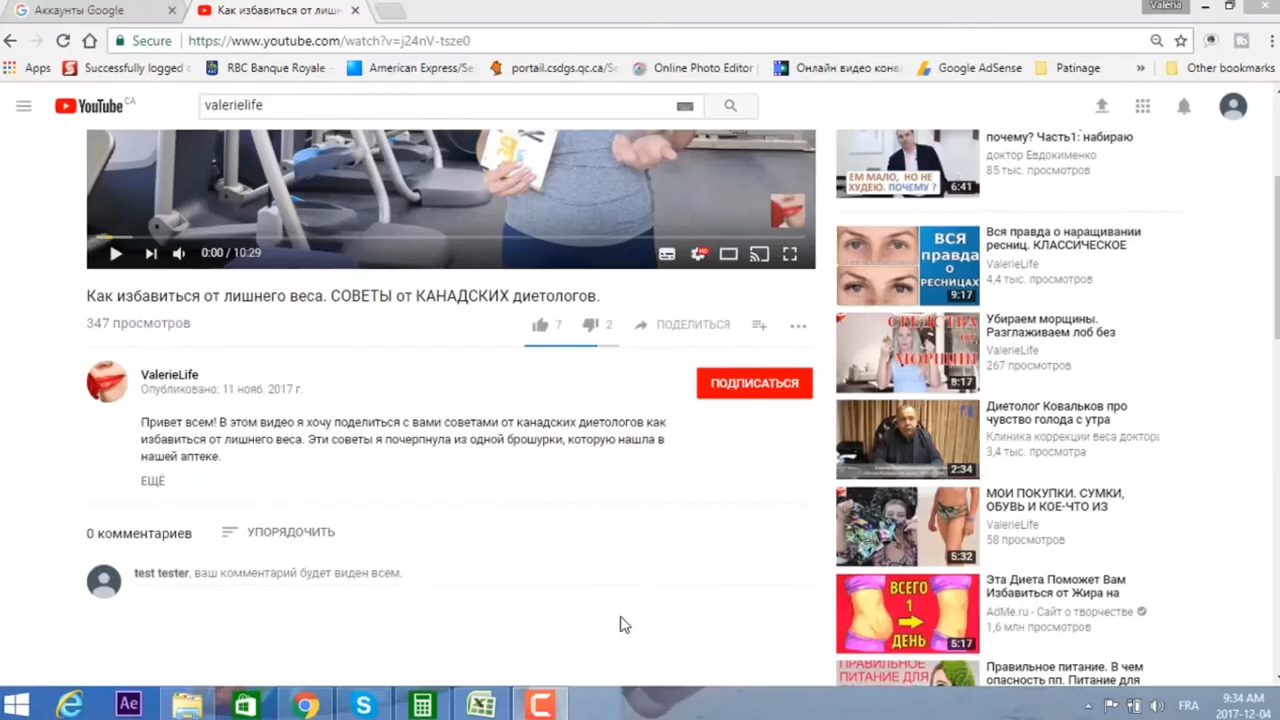 Аккаунты Google
Как избавиться от лишн
Valeria
Secure
https://www.youtube.com/watch?v=j24nV-tsze0
Apps
Successfully logged
RBC Banque Royale -
American Express/Se
portail.csdgs.qc.ca/Se
Online Photo Editor
Онлайн видео конв
Google AdSense
Patinage
»
Other bookmarks
YouTube CA
valerielife
0:00 / 10:29
HD
Как избавиться от лишнего веса. СОВЕТЫ от КАНАДСКИХ диетологов.
347 просмотров
7
2
ПОДЕЛИТЬСЯ
ValerieLife
Опубликовано: 11 нояб. 2017 г.
ПОДПИСАТЬСЯ
Привет всем! В этом видео я хочу поделиться с вами советами от канадских диетологов как
избавиться от лишнего веса. Эти советы я почерпнула из одной брошурки, которую нашла в
нашей аптеке.
ЕЩЁ
0 комментариев
УПОРЯДОЧИТЬ
test tester, ваш комментарий будет виден всем.
ЕМ МАЛО, НО НЕ
ХУДЕЮ. ПОЧЕМУ ?
6:41
почему? Часть1: набираю
доктор Евдокименко
85 тыс. просмотров
ВСЯ
правда
о
РЕСНИЦАХ
9:17
Вся правда о наращивании
ресниц. КЛАССИЧЕСКОЕ
ValerieLife
4,4 тыс. просмотров
СРЕДСТВА
от
МОРЩИН
8:17
Убираем морщины.
Разглаживаем лоб без
ValerieLife
267 просмотров
2:34
Диетолог Ковальков про
чувство голода с утра
Клиника коррекции веса доктора
3,4 тыс. просмотра
5:32
МОИ ПОКУПКИ. СУМКИ,
ОБУВЬ И КОЕ-ЧТО ИЗ
ValerieLife
58 просмотров
ВСЕГО
1
ДЕНЬ
5:17
Эта Диета Поможет Вам
Избавиться от Жира на
AdMe.ru - Сайт о творчестве
1,6 млн просмотров
ПРАВИЛЬНОЕ
ПИТАНИЕ ДЛЯ
Правильное питание. В чем
опасность пп. Питание для
Ae
FRA
9:34 AM
2017-12-04